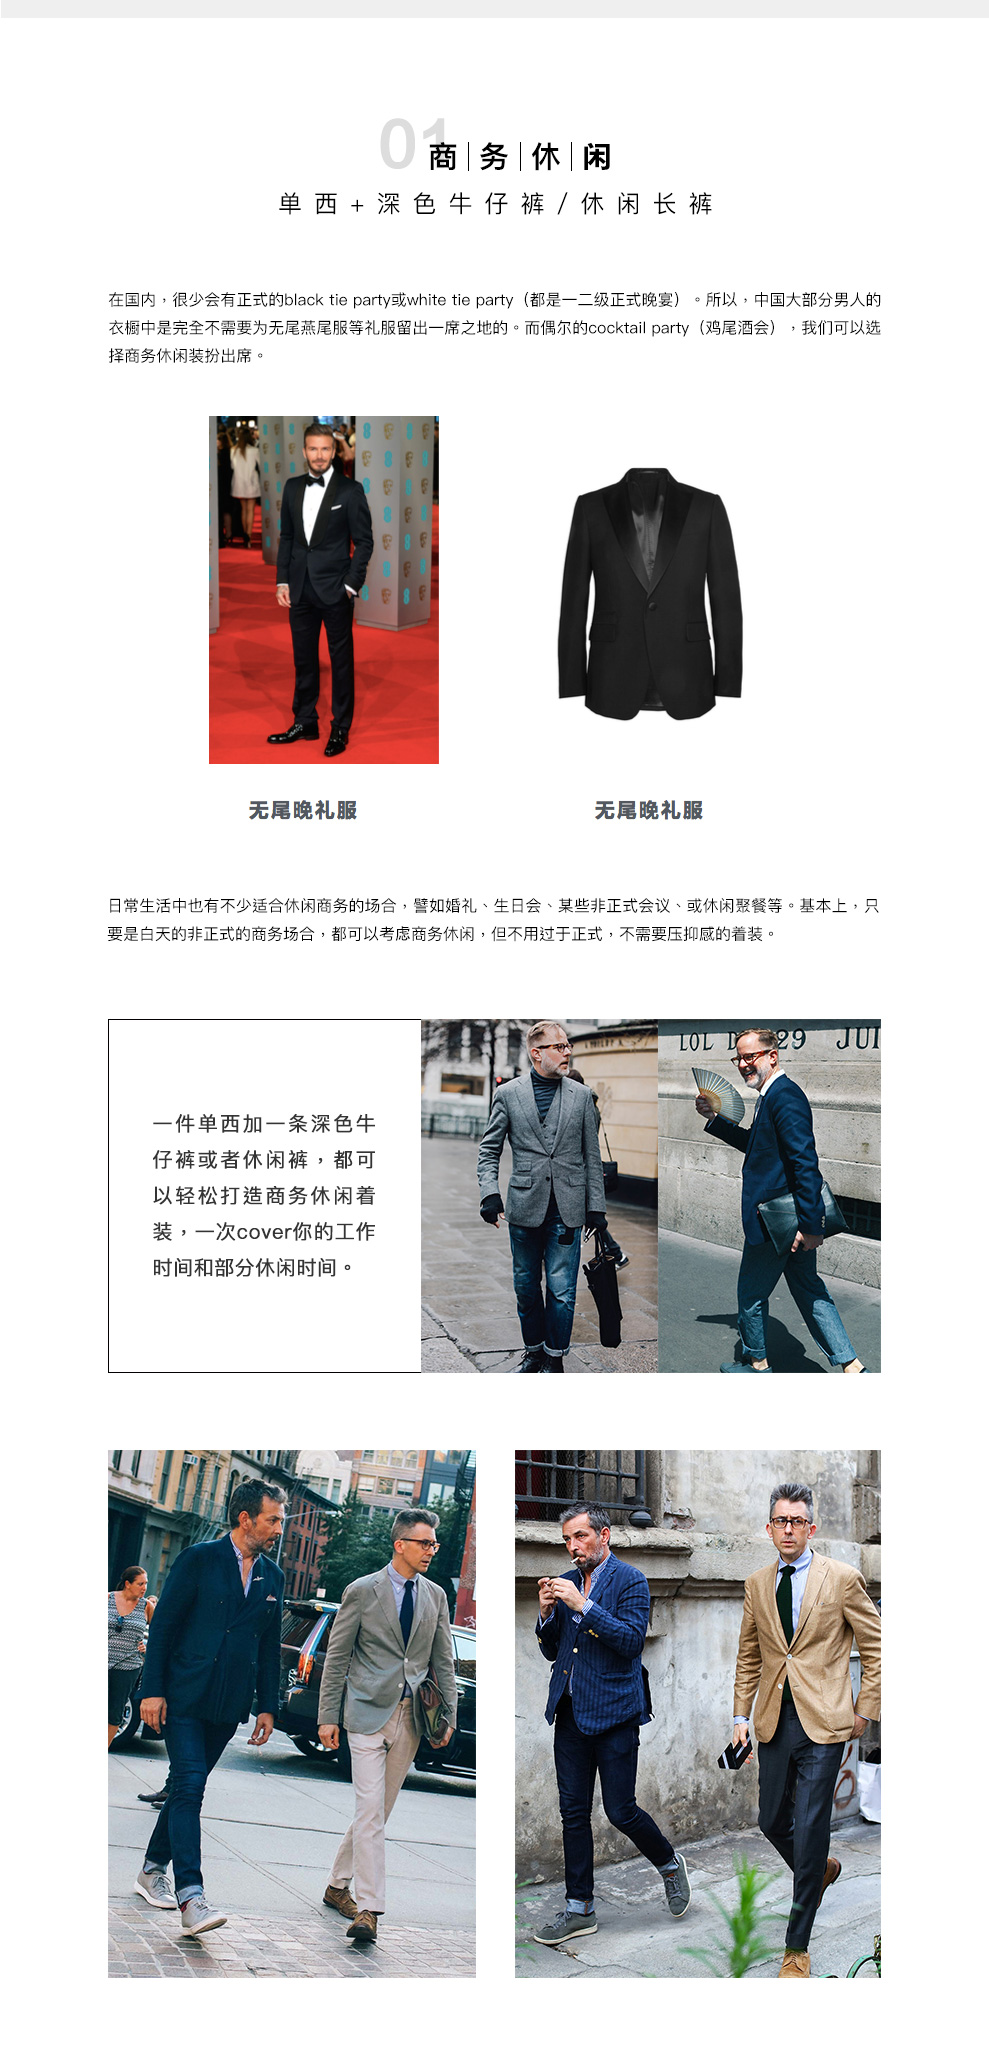 01
商务休闲
单西+深色牛仔裤/休闲长裤
在国内，很少会有正式的black tie party或white tie party（都是一二级正式晚宴）。所以，中国大部分男人的
衣橱中是完全不需要为无尾燕尾服等礼服留出一席之地的。而偶尔的cocktail party（鸡尾酒会），我们可以选
择商务休闲装扮出席。
无尾晚礼服
无尾晚礼服
日常生活中也有不少适合休闲商务的场合，譬如婚礼、生日会、某些非正式会议、或休闲聚餐等。基本上，只
要是白天的非正式的商务场合，都可以考虑商务休闲，但不用过于正式，不需要压抑感的着装。
一件单西加一条深色牛
仔裤或者休闲裤，都可
以轻松打造商务休闲着
装，一次cover你的工作
时间和部分休闲时间。
LOL D 29 JUI